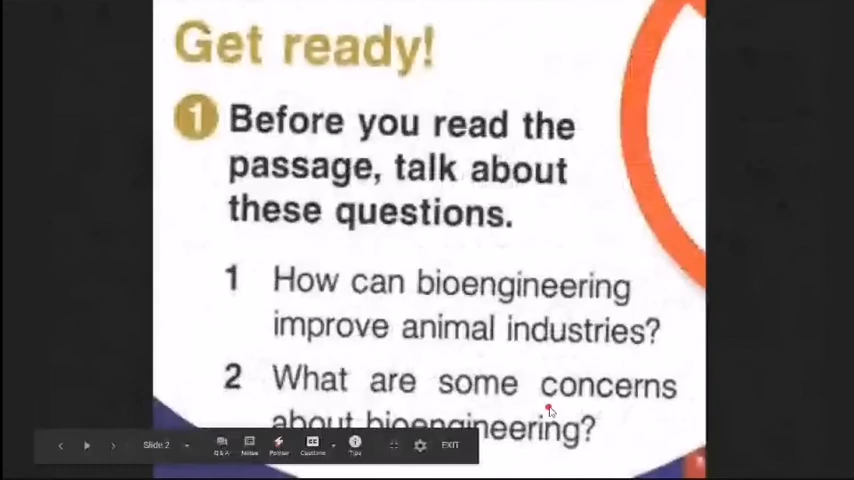 Get ready!
1 Before you read the
passage, talk about
these questions.
1 How can bioengineering
improve animal industries?
2 What are some concerns
about bioengineering?
Slide 2
Q & A Notes Pointer Captions Tips EXIT